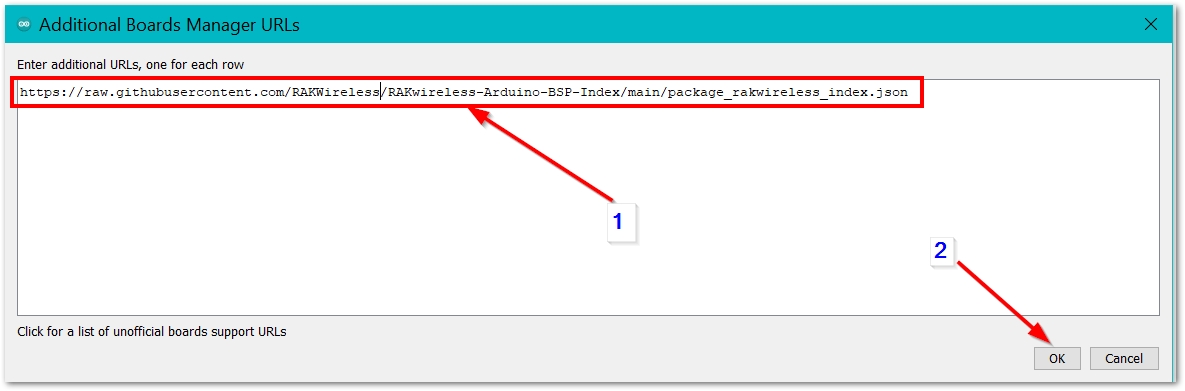 Additional Boards Manager URLs
Enter additional URLs, one for each row
https://raw.githubusercontent.com/RAKWireless/RAKwireless-Arduino-BSP-Index/main/package_rakwireless_index.json
1
2
Click for a list of unofficial boards support URLs
OK Cancel